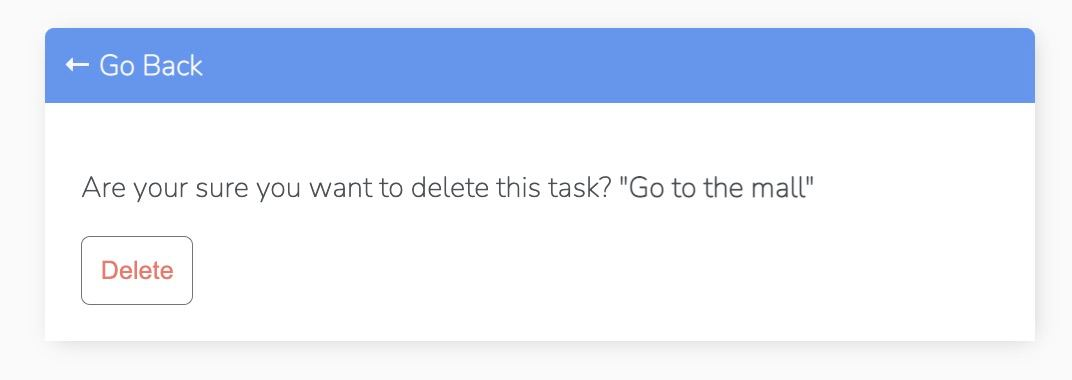 ← Go Back
Are your sure you want to delete this task? "Go to the mall"
Delete